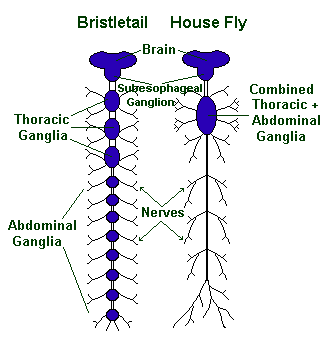 Bristletail
House Fly
Brain
Subesophageal
Ganglion
Combined
Thoracic +
Abdominal
Ganglia
Thoracic
Ganglia
Nerves
Abdominal
Ganglia